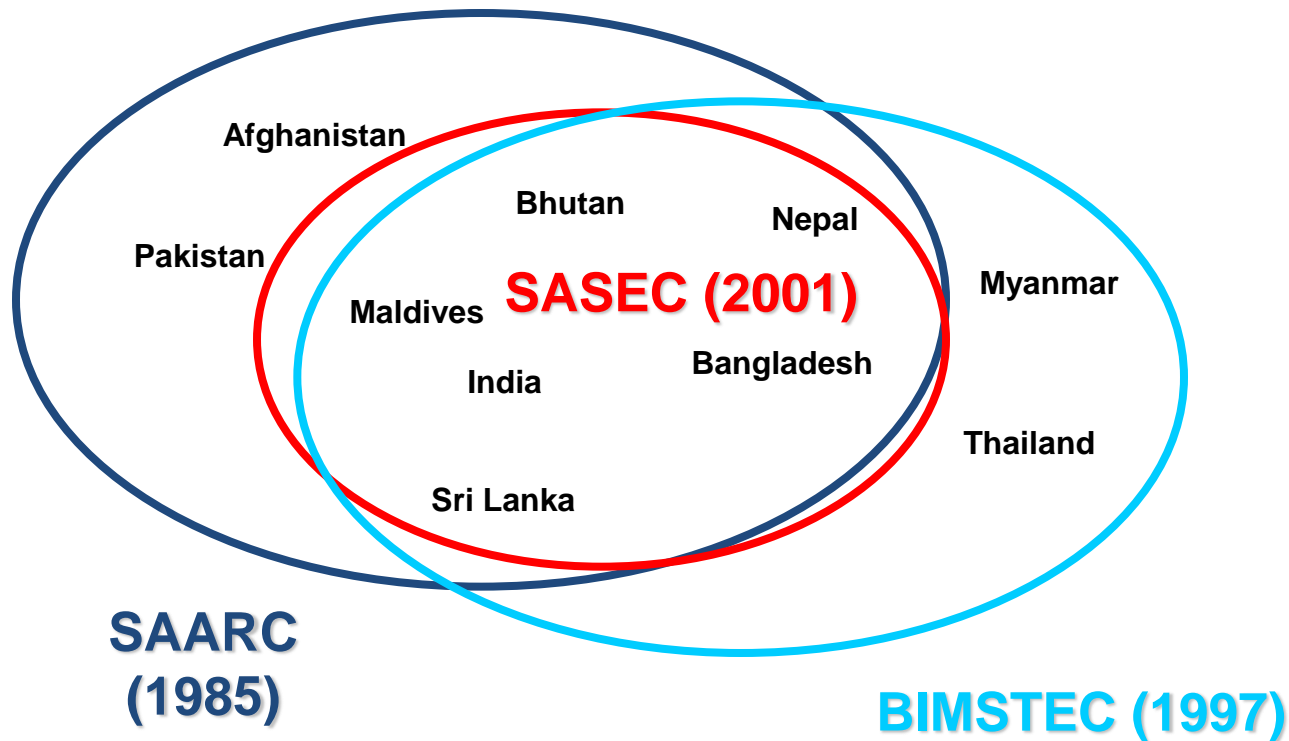 Afghanistan
Bhutan
Nepal
Pakistan
Myanmar
SASEC (2001)
Maldives
Bangladesh
India
Thailand
Sri Lanka
SAARC
(1985)
BIMSTEC (1997)